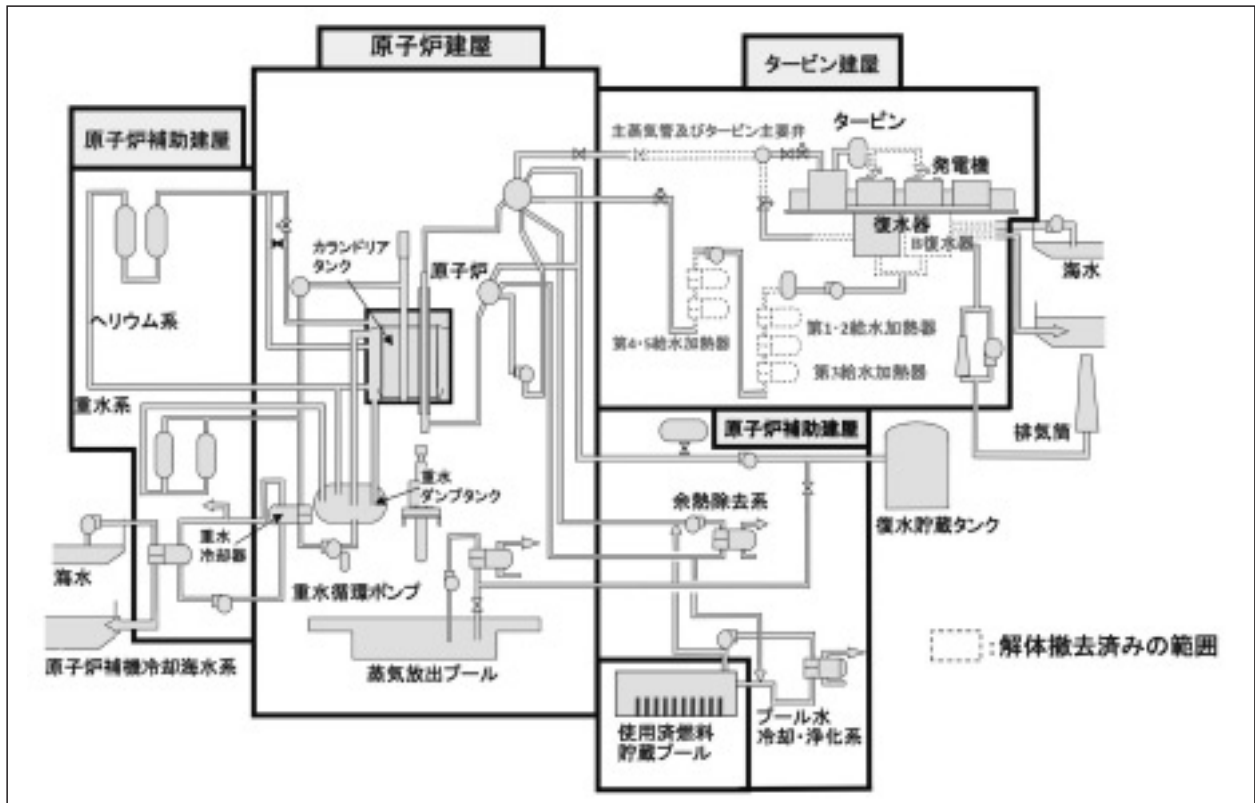 原子炉建屋
タービン建屋
原子炉補助建屋
主蒸気管及びタービン主要弁
タービン
発電機
復水器
B復水器
海水
カランドリア
タンク
原子炉
ヘリウム系
第4・5給水加熱器
第1・2給水加熱器
第3給水加熱器
重水系
原子炉補助建屋
排気筒
重水
ダンプタンク
余熱除去系
復水貯蔵タンク
重水
冷却器
海水
重水循環ポンプ
原子炉補機冷却海水系
蒸気放出プール
:解体撤去済みの範囲
使用済燃料
貯蔵プール
プール水
冷却・浄化系